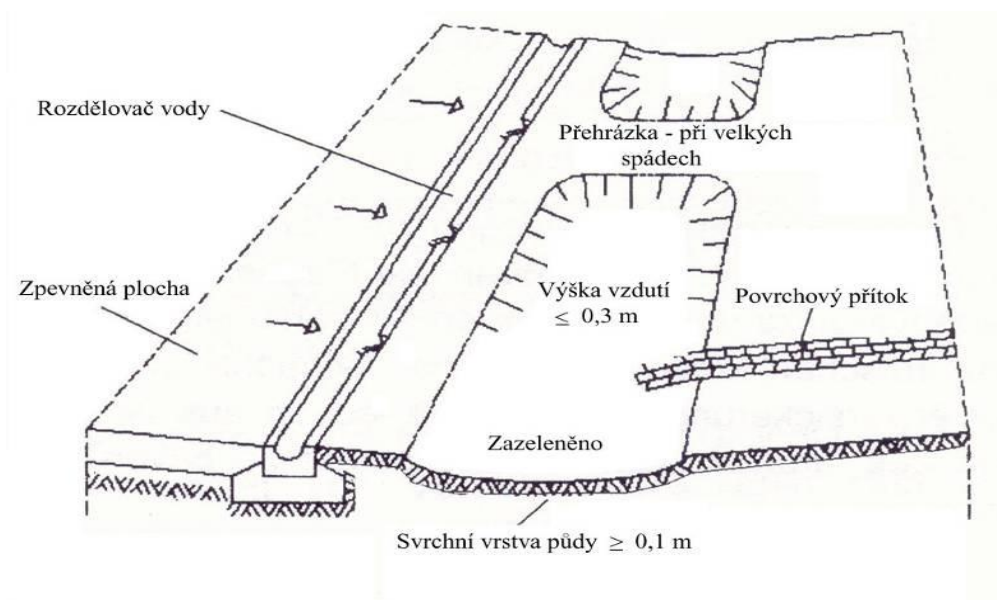 Rozdělovač vody
Přehrázka - při velkých
spádech
Zpevněná plocha
Výška vzdutí
≤ 0,3 m
Povrchový přítok
Zazeleněno
Svrchní vrstva půdy ≥ 0,1 m